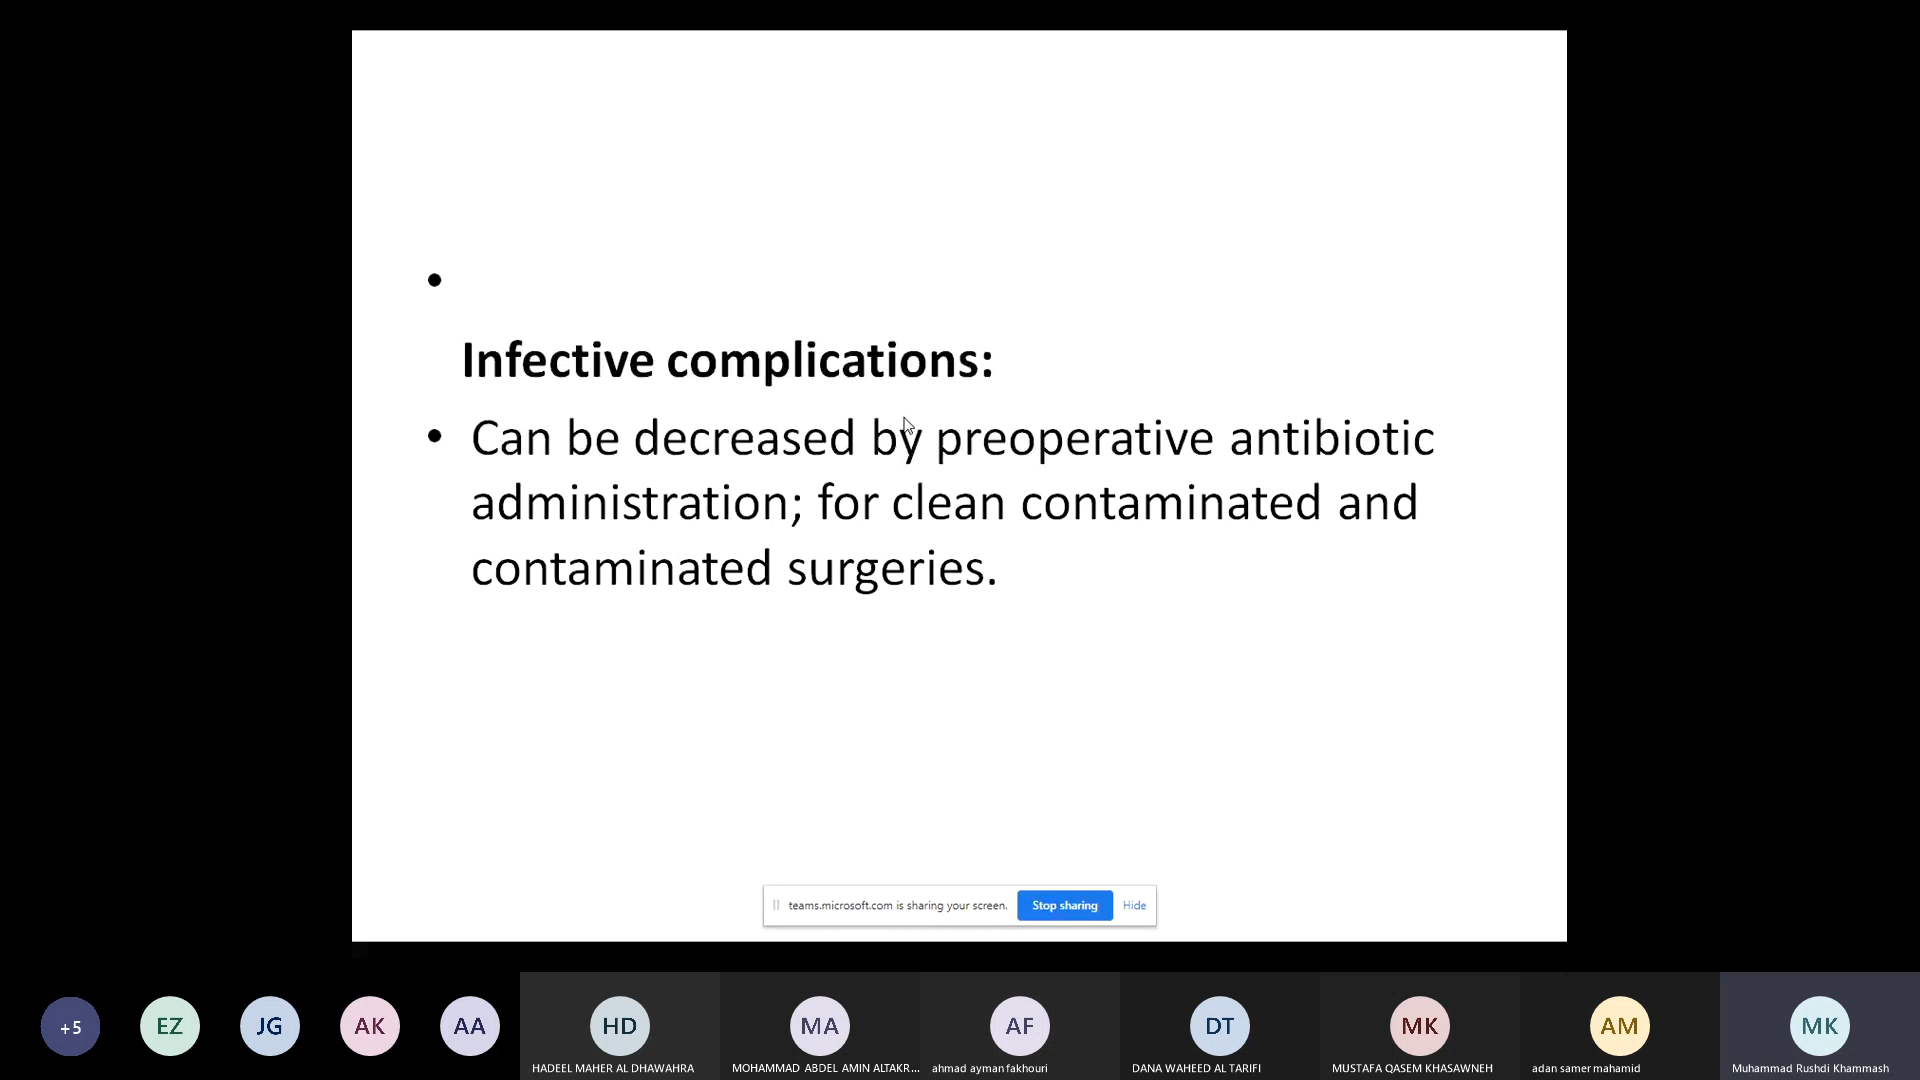 •
Infective complications:
• Can be decreased by preoperative antibiotic
administration; for clean contaminated and
contaminated surgeries.
teams.microsoft.com is sharing your screen. Stop sharing Hide
+5 EZ JG AK AA HD MA AF DT MK AM MK
HADEEL MAHER AL DHAWAHRA MOHAMMAD ABDEL AMIN ALTAKR... ahmad ayman fakhouri DANA WAHEED AL TARIFI MUSTAFA QASEM KHASAWNEH adan samer mahamid Muhammad Rushdi Khammash